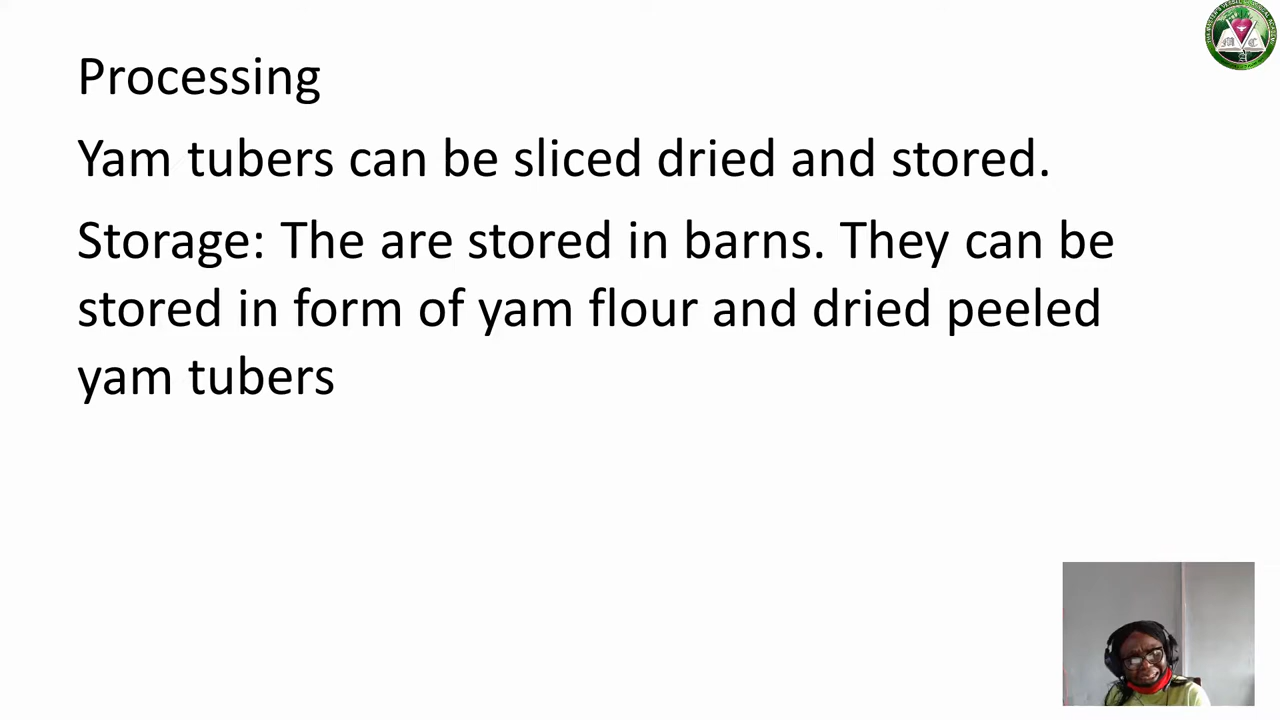 Processing
Yam tubers can be sliced dried and stored.
Storage: The are stored in barns. They can be
stored in form of yam flour and dried peeled
yam tubers